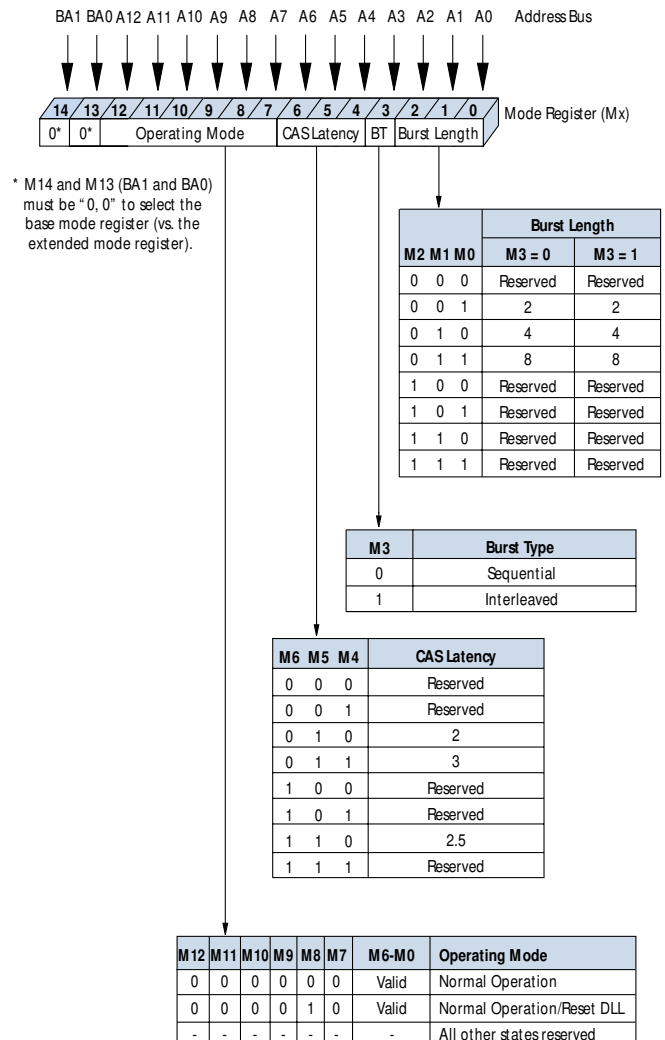 BA1 BA0 A12 A11 A10 A9 A8 A7 A6 A5 A4 A3 A2 A1 A0 Address Bus
14 13 12 11 10 9 8 7 6 5 4 3 2 1 0 Mode Register (Mx)
0* 0* Operating Mode CAS Latency BT Burst Length
* M14 and M13 (BA1 and BA0)
must be “0, 0” to select the
base mode register (vs. the
extended mode register).
Burst Length
M2 M1 M0 M3 = 0 M3 = 1
0 0 0 Reserved Reserved
0 0 1 2 2
0 1 0 4 4
0 1 1 8 8
1 0 0 Reserved Reserved
1 0 1 Reserved Reserved
1 1 0 Reserved Reserved
1 1 1 Reserved Reserved
M3 Burst Type
0 Sequential
1 Interleaved
M6 M5 M4 CAS Latency
0 0 0 Reserved
0 0 1 Reserved
0 1 0 2
0 1 1 3
1 0 0 Reserved
1 0 1 Reserved
1 1 0 2.5
1 1 1 Reserved
M12 M11 M10 M9 M8 M7 M6-M0 Operating Mode
0 0 0 0 0 0 Valid Normal Operation
0 0 0 0 1 0 Valid Normal Operation/Reset DLL
- - - - - - - All other states reserved